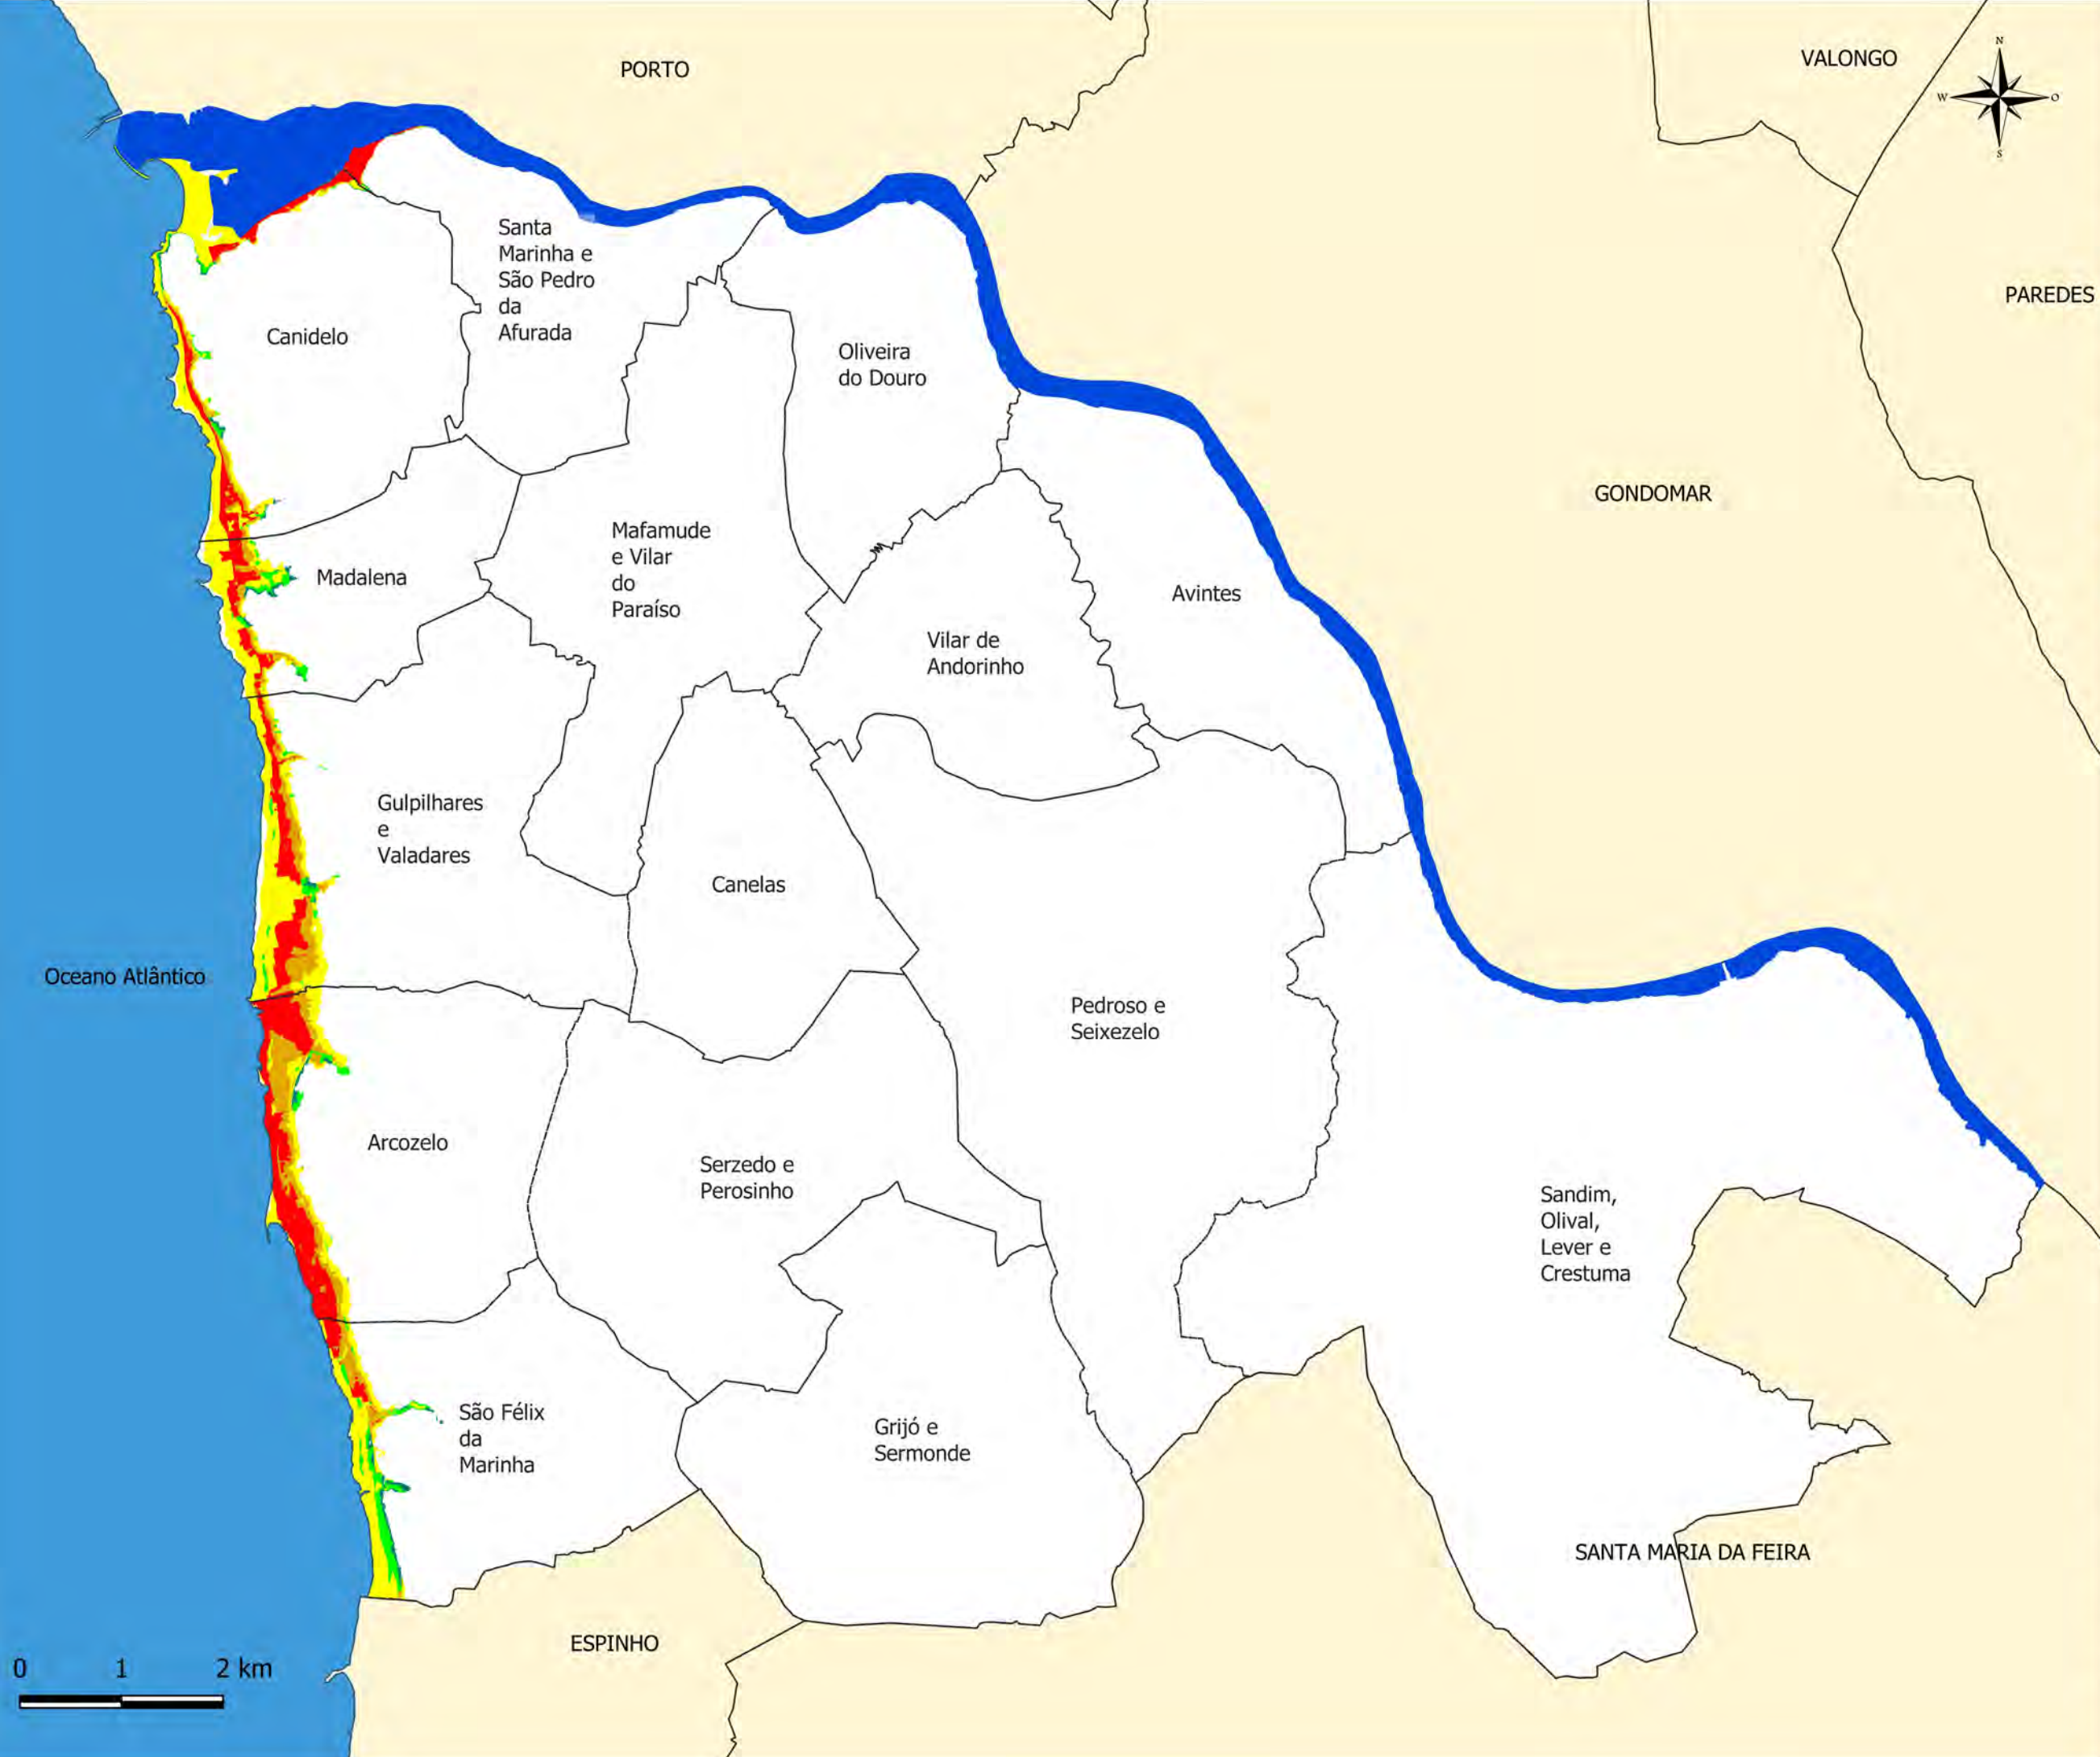 PORTO
VALONGO
N
W
O
S
Santa
Marinha e
São Pedro
da
Afurada
PAREDES
Canidelo
Oliveira
do Douro
GONDOMAR
Mafamude
e Vilar
do
Paraíso
Madalena
Avintes
Vilar de
Andorinho
Gulpilhares
e
Valadares
Canelas
Oceano Atlântico
Pedroso e
Seixezelo
Arcozelo
Serzedo e
Perosinho
Sandim,
Olival,
Lever e
Crestuma
São Félix
da
Marinha
Grijó e
Sermonde
SANTA MARIA DA FEIRA
ESPINHO
0 1 2 km